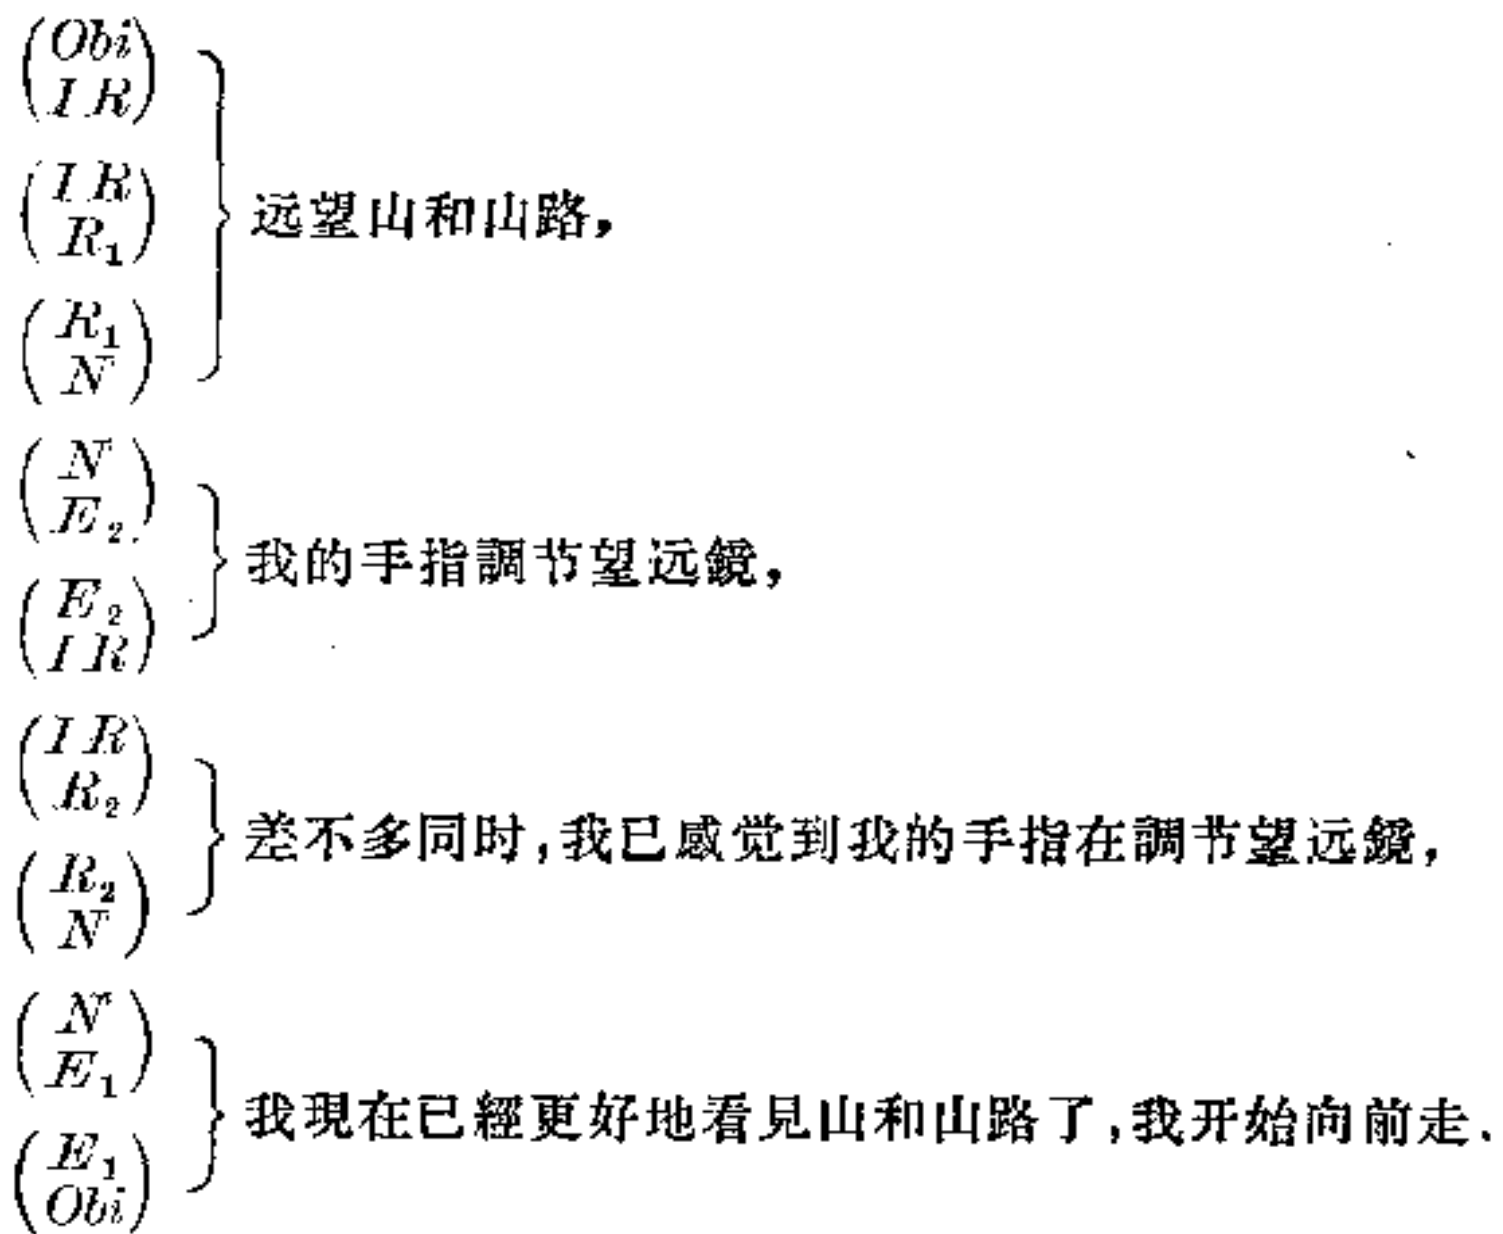 (Obi
IR)
(IR
R₁)
远望山和山路，
(R₁
N)
(N
E₂)
我的手指調节望远鏡，
(E₂
IR)
(IR
R₂)
差不多同时，我已感觉到我的手指在調节望远鏡，
(R₂
N)
(N
E₁)
我現在已經更好地看見山和山路了，我开始向前走．
(E₁
Obi)